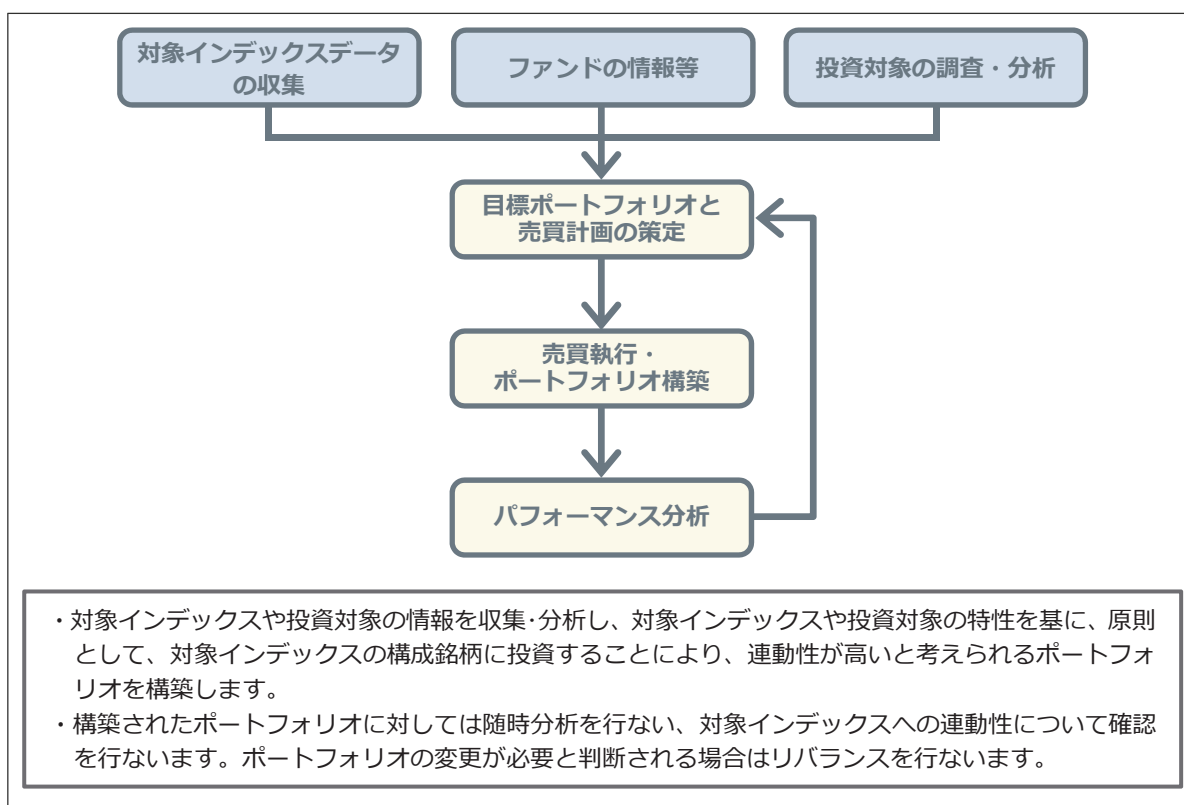 対象インデックスデータ
の収集
ファンドの情報等
投資対象の調査・分析
目標ポートフォリオと
売買計画の策定
売買執行・
ポートフォリオ構築
パフォーマンス分析
・対象インデックスや投資対象の情報を収集･分析し、対象インデックスや投資対象の特性を基に、原則
として、対象インデックスの構成銘柄に投資することにより、連動性が高いと考えられるポートフォ
リオを構築します。
・構築されたポートフォリオに対しては随時分析を行ない、対象インデックスへの連動性について確認
を行ないます。ポートフォリオの変更が必要と判断される場合はリバランスを行ないます。